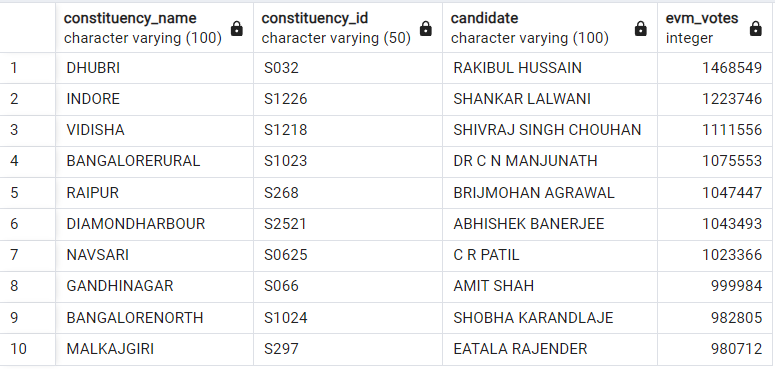 constituency_name constituency_id candidate evm_votes
character varying (100) character varying (50) character varying (100) integer
1 DHUBRI S032 RAKIBUL HUSSAIN 1468549
2 INDORE S1226 SHANKAR LALWANI 1223746
3 VIDISHA S1218 SHIVRAJ SINGH CHOUHAN 1111556
4 BANGALORERURAL S1023 DR C N MANJUNATH 1075553
5 RAIPUR S268 BRIJMOHAN AGRAWAL 1047447
6 DIAMONDHARBOUR S2521 ABHISHEK BANERJEE 1043493
7 NAVSARI S0625 C R PATIL 1023366
8 GANDHINAGAR S066 AMIT SHAH 999984
9 BANGALORENORTH S1024 SHOBHA KARANDLAJE 982805
10 MALKAJGIRI S297 EATALA RAJENDER 980712